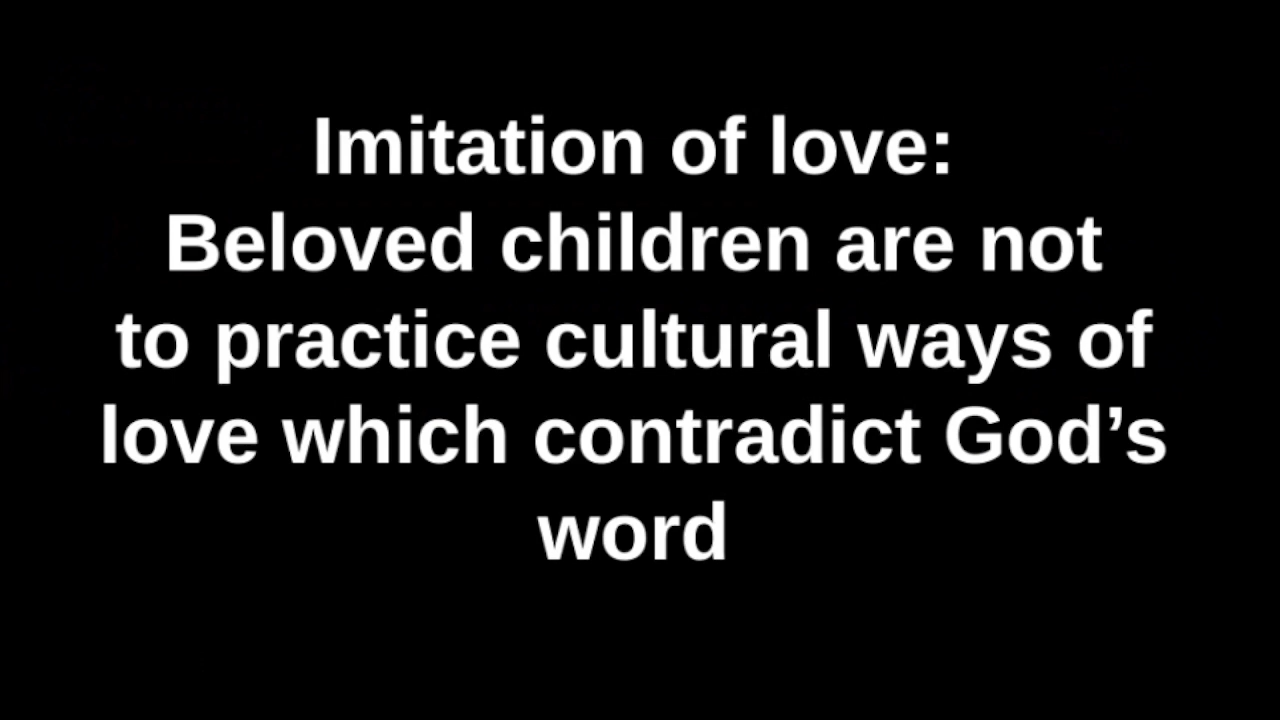 Imitation of love:
Beloved children are not
to practice cultural ways of
love which contradict God’s
word